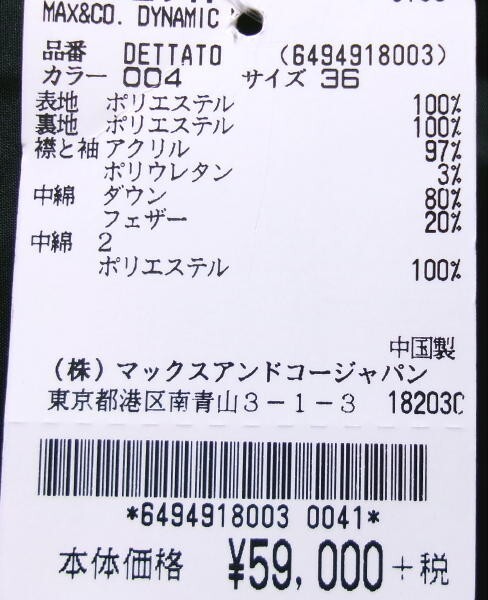 MAX&CO. DYNAMIC
品番 DETTATO (6494918003)
カラー 004 サイズ 36
表地 ポリエステル 100%
裏地 ポリエステル 100%
襟と袖 アクリル 97%
ポリウレタン 3%
中綿 ダウン 80%
フェザー 20%
中綿 2
ポリエステル 100%
中国製
(株)マックスアンドコージャパン
東京都港区南青山3-1-3 182030
*6494918003 0041*
本体価格 ¥59,000+税